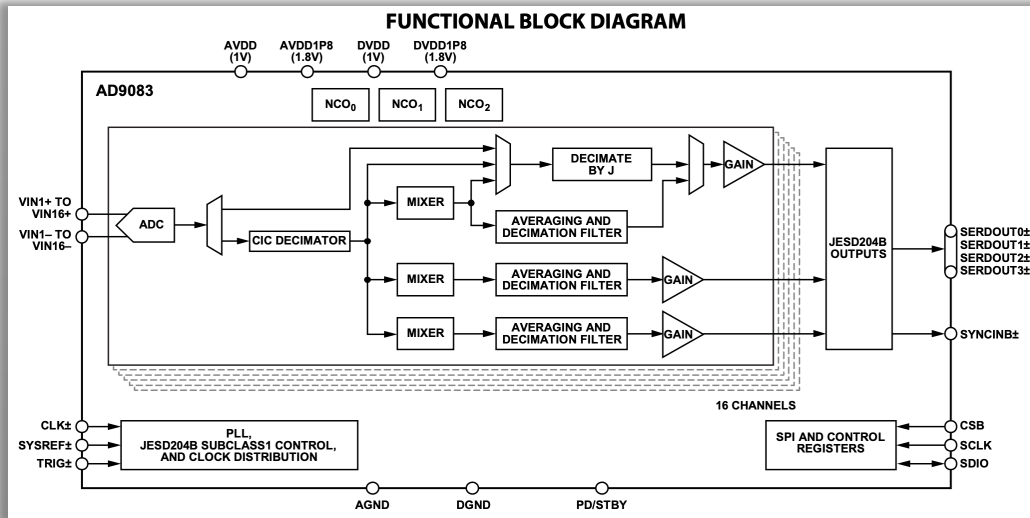 FUNCTIONAL BLOCK DIAGRAM
AVDD
(1V)
AVDD1P8
(1.8V)
DVDD
(1V)
DVDD1P8
(1.8V)
AD9083
NCO₀
NCO₁
NCO₂
VIN1+ TO
VIN16+
VIN1– TO
VIN16–
ADC
CIC DECIMATOR
MIXER
DECIMATE
BY J
AVERAGING AND
DECIMATION FILTER
GAIN
MIXER
AVERAGING AND
DECIMATION FILTER
GAIN
MIXER
AVERAGING AND
DECIMATION FILTER
GAIN
JESD204B
OUTPUTS
SERDOUT0±
SERDOUT1±
SERDOUT2±
SERDOUT3±
SYNCINB±
16 CHANNELS
CLK±
SYSREF±
TRIG±
PLL,
JESD204B SUBCLASS1 CONTROL,
AND CLOCK DISTRIBUTION
SPI AND CONTROL
REGISTERS
CSB
SCLK
SDIO
AGND
DGND
PD/STBY